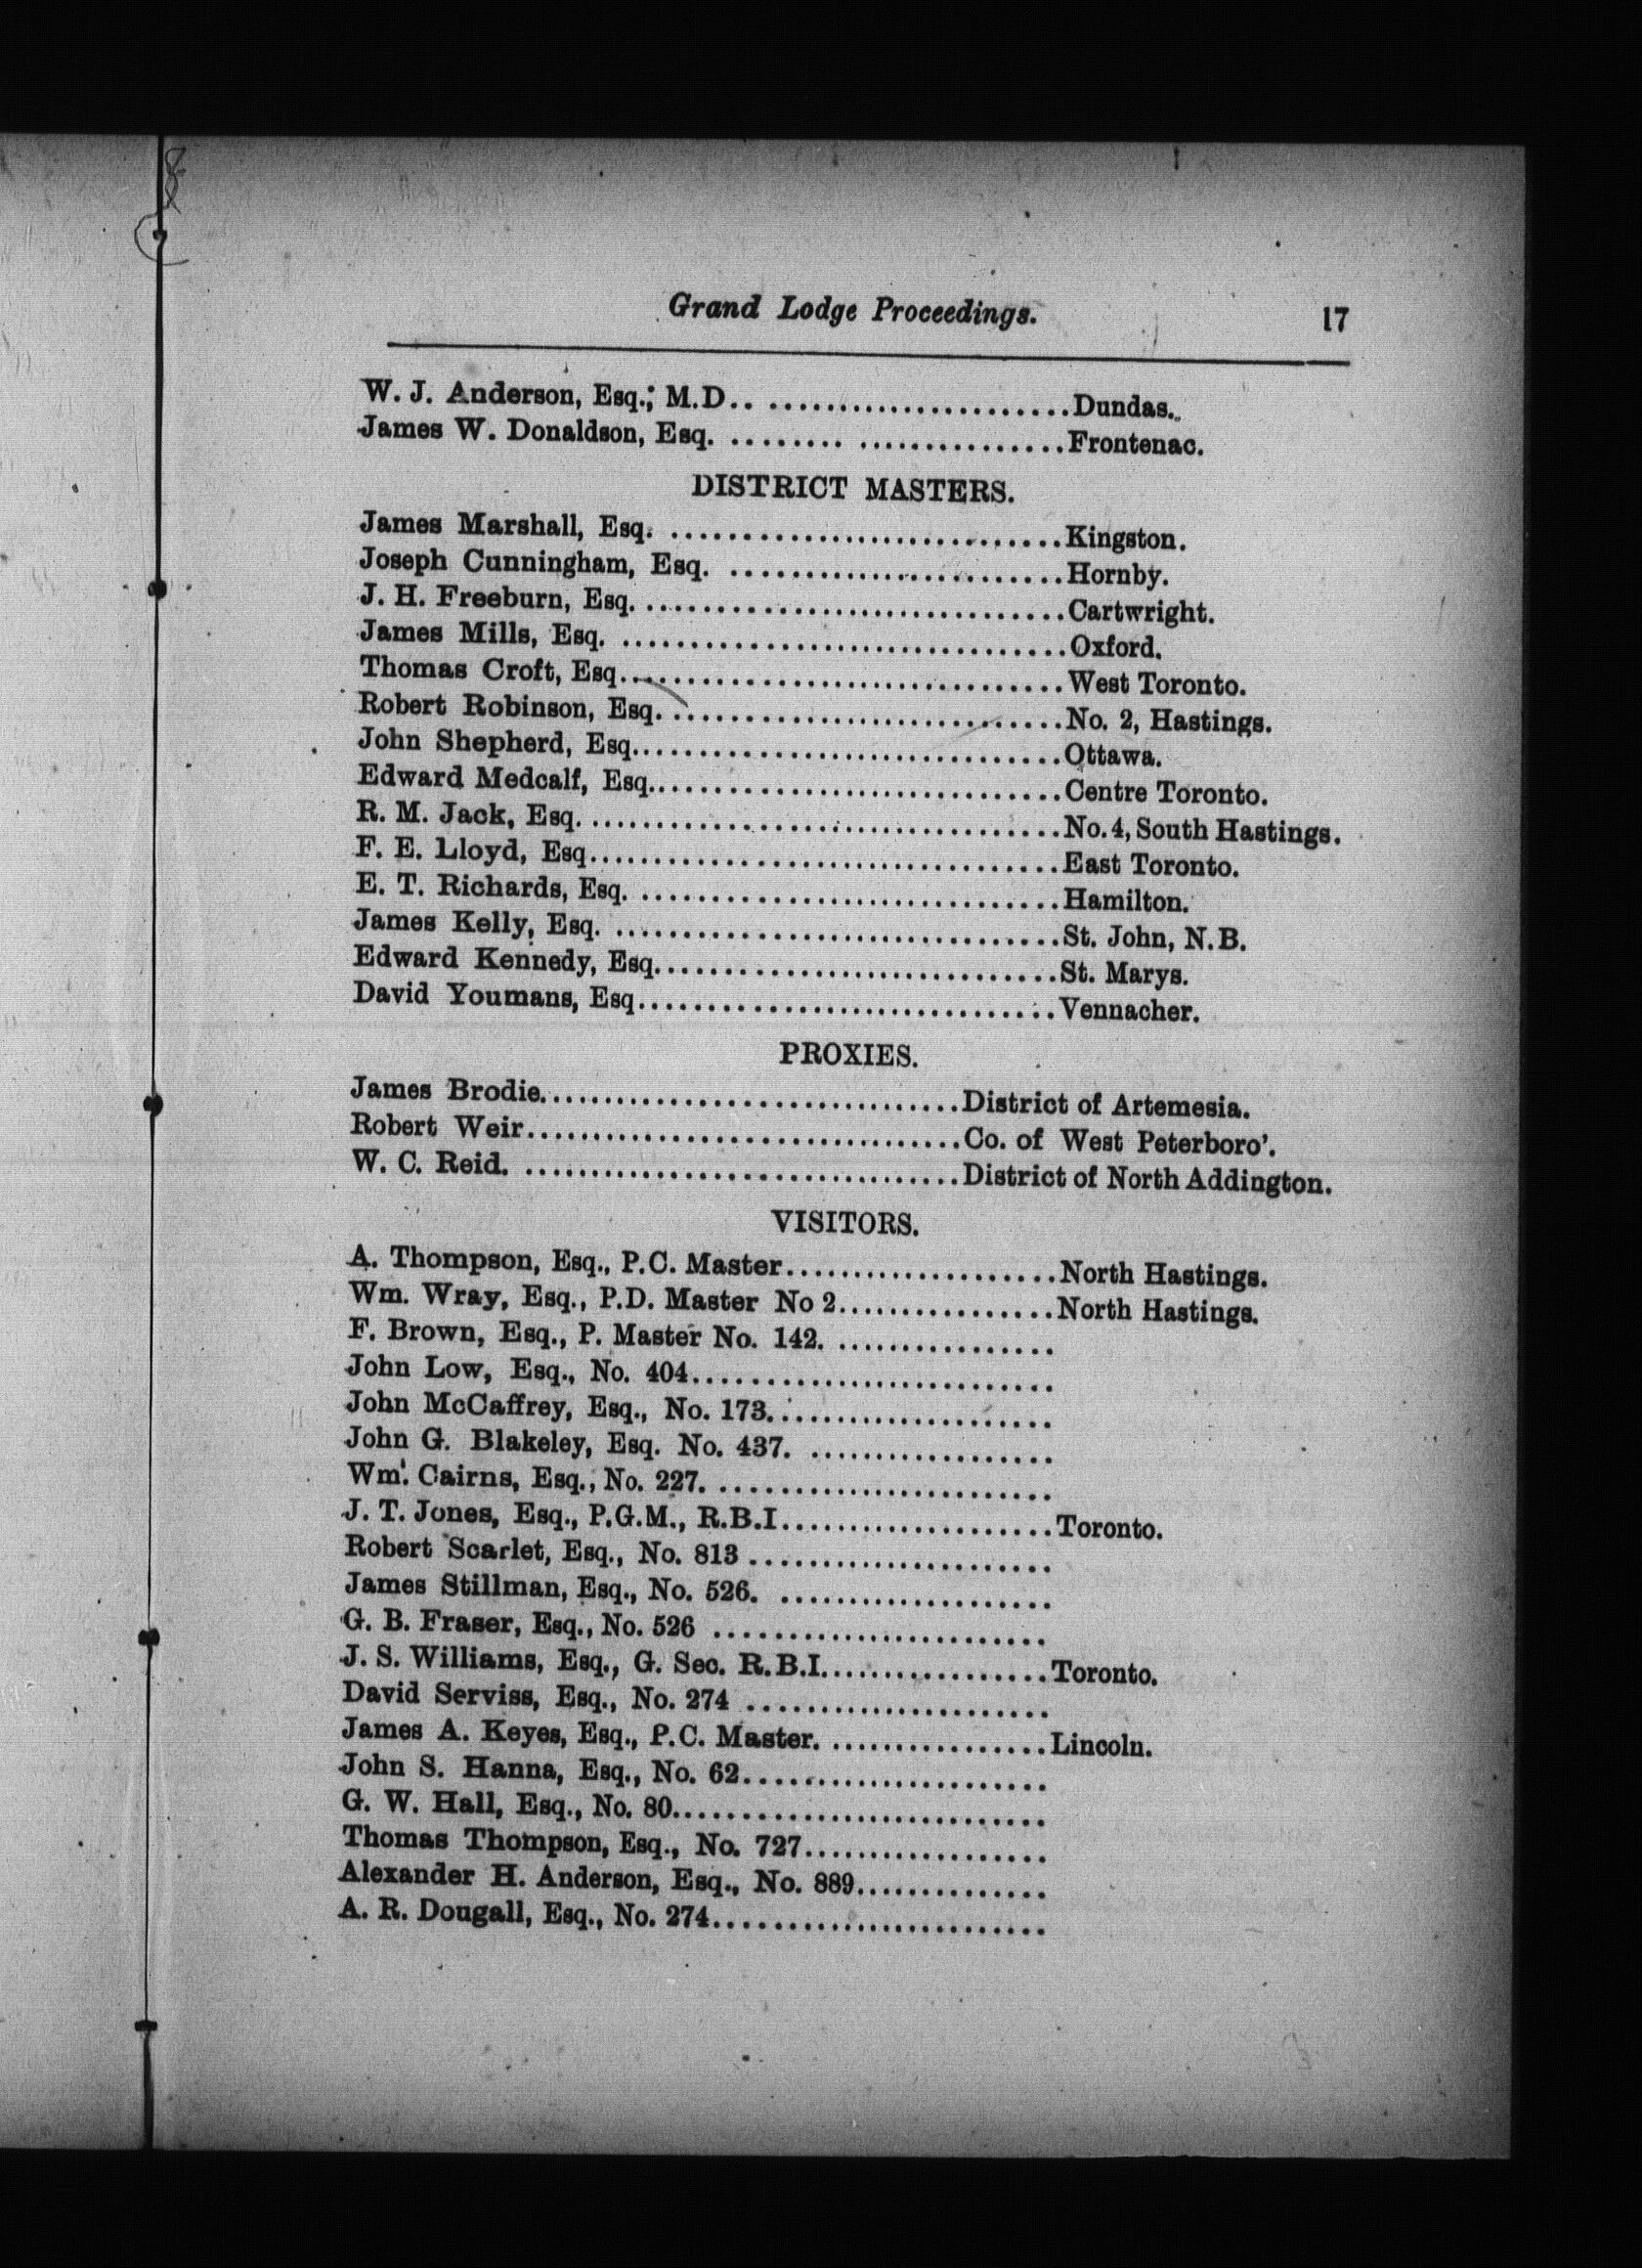 Grand Lodge Proceedings. 17
W. J. Anderson, Esq., M.D.. ......................Dundas.
James W. Donaldson, Esq. ........ ..............Frontenac.
DISTRICT MASTERS.
James Marshall, Esq. ............................Kingston.
Joseph Cunningham, Esq. ........................Hornby.
J. H. Freeburn, Esq. ..............................Cartwright.
James Mills, Esq. ................................Oxford.
Thomas Croft, Esq................................West Toronto.
Robert Robinson, Esq. ............................No. 2, Hastings.
John Shepherd, Esq...............................Ottawa.
Edward Medcalf, Esq..............................Centre Toronto.
R. M. Jack, Esq. ..................................No. 4, South Hastings.
F. E. Lloyd, Esq..................................East Toronto.
E. T. Richards, Esq. ..............................Hamilton.
James Kelly, Esq. ................................St. John, N.B.
Edward Kennedy, Esq.............................St. Marys.
David Youmans, Esq..............................Vennacher.
PROXIES.
James Brodie..............................District of Artemesia.
Robert Weir...............................Co. of West Peterboro'.
W. C. Reid. ...............................District of North Addington.
VISITORS.
A. Thompson, Esq., P.C. Master...................North Hastings.
Wm. Wray, Esq., P.D. Master No 2...............North Hastings.
F. Brown, Esq., P. Master No. 142. ...............
John Low, Esq., No. 404..........................
John McCaffrey, Esq., No. 173.....................
John G. Blakeley, Esq. No. 437. ..................
Wm. Cairns, Esq., No. 227. ........................
J. T. Jones, Esq., P.G.M., R.B.I...................Toronto.
Robert Scarlet, Esq., No. 813 ......................
James Stillman, Esq., No. 526. ....................
G. B. Fraser, Esq., No. 526 ........................
J. S. Williams, Esq., G. Sec. R.B.I................Toronto.
David Serviss, Esq., No. 274 ......................
James A. Keyes, Esq., P.C. Master. ...............Lincoln.
John S. Hanna, Esq., No. 62......................
G. W. Hall, Esq., No. 80..........................
Thomas Thompson, Esq., No. 727..................
Alexander H. Anderson, Esq., No. 889..............
A. R. Dougall, Esq., No. 274........................